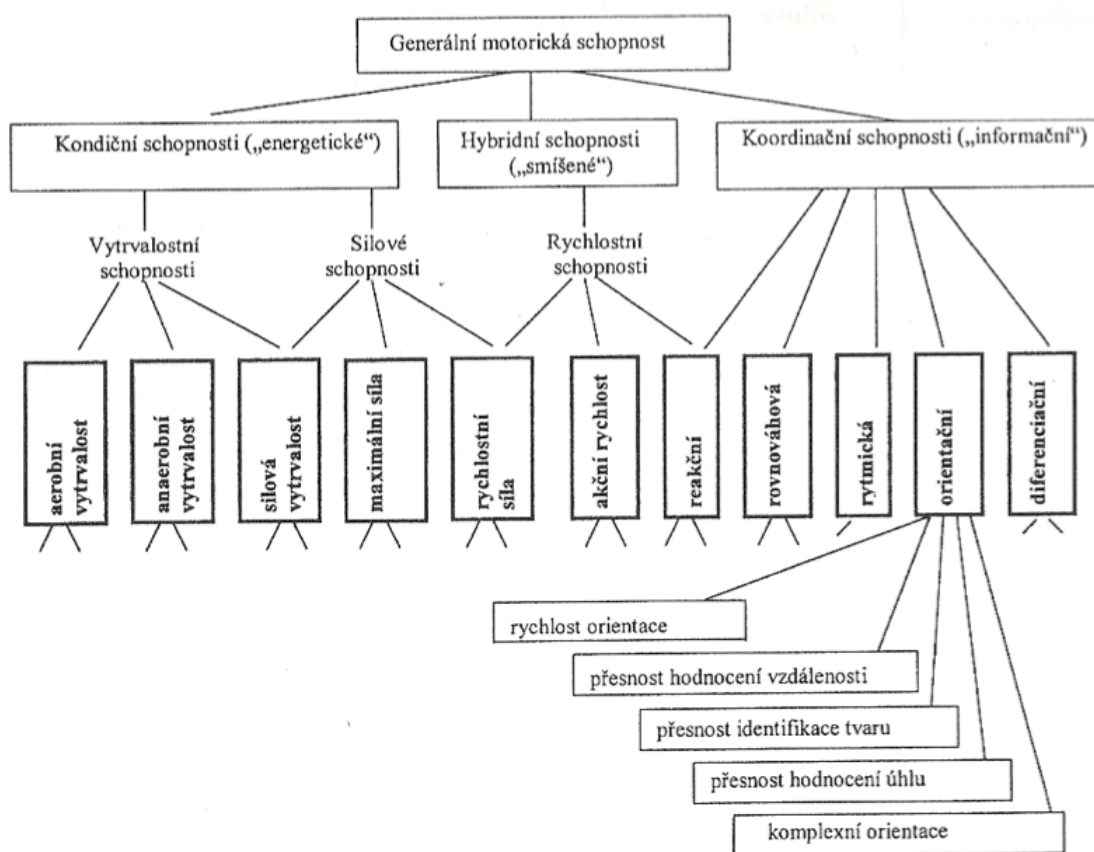 Generální motorická schopnost
Kondiční schopnosti („energetické“)
Hybridní schopnosti
(„smíšené“)
Koordinační schopnosti („informační“)
Vytrvalostní
schopnosti
Silové
schopnosti
Rychlostní
schopnosti
aerobní
vytrvalost
anaerobní
vytrvalost
silová
vytrvalost
maximální síla
rychlostní
síla
akční rychlost
reakční
rovnováhová
rytmická
orientační
diferenciační
rychlost orientace
přesnost hodnocení vzdálenosti
přesnost identifikace tvaru
přesnost hodnocení úhlu
komplexní orientace